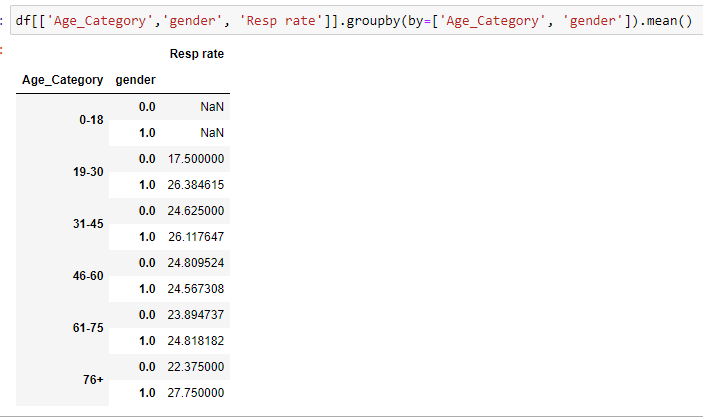 : df[['Age_Category','gender', 'Resp rate']].groupby(by=['Age_Category', 'gender']).mean()
:
Resp rate
Age_Category gender
0-18 0.0 NaN
1.0 NaN
19-30 0.0 17.500000
1.0 26.384615
31-45 0.0 24.625000
1.0 26.117647
46-60 0.0 24.809524
1.0 24.567308
61-75 0.0 23.894737
1.0 24.818182
76+ 0.0 22.375000
1.0 27.750000